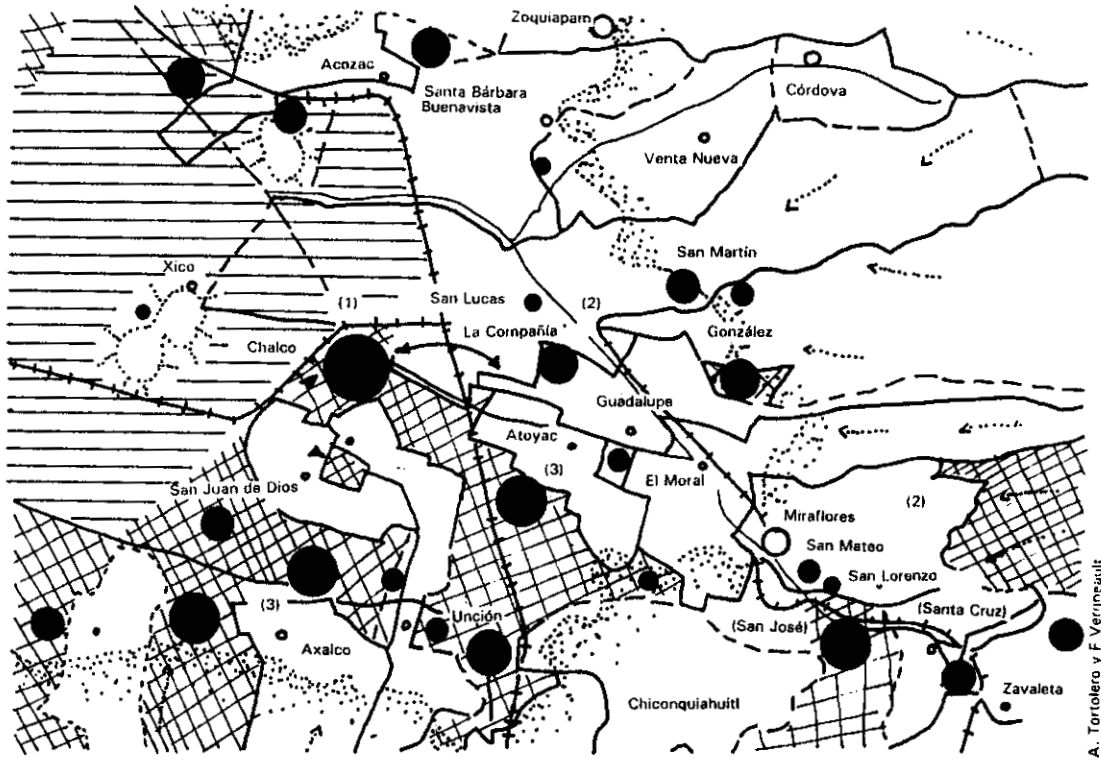 Zoquiapam
Acozac
Santa Bárbara
Buenavista
Córdova
Venta Nueva
San Martín
Xico
(1)
San Lucas
(2)
La Compañía
González
Chalco
Guadalupe
Atoyac
(3)
El Moral
San Juan de Dios
(2)
Miraflores
San Mateo
San Lorenzo
(3)
(Santa Cruz)
Unción
(San José)
Axalco
Chiconquiahuitl
Zavaleta
A. Tortolero y F